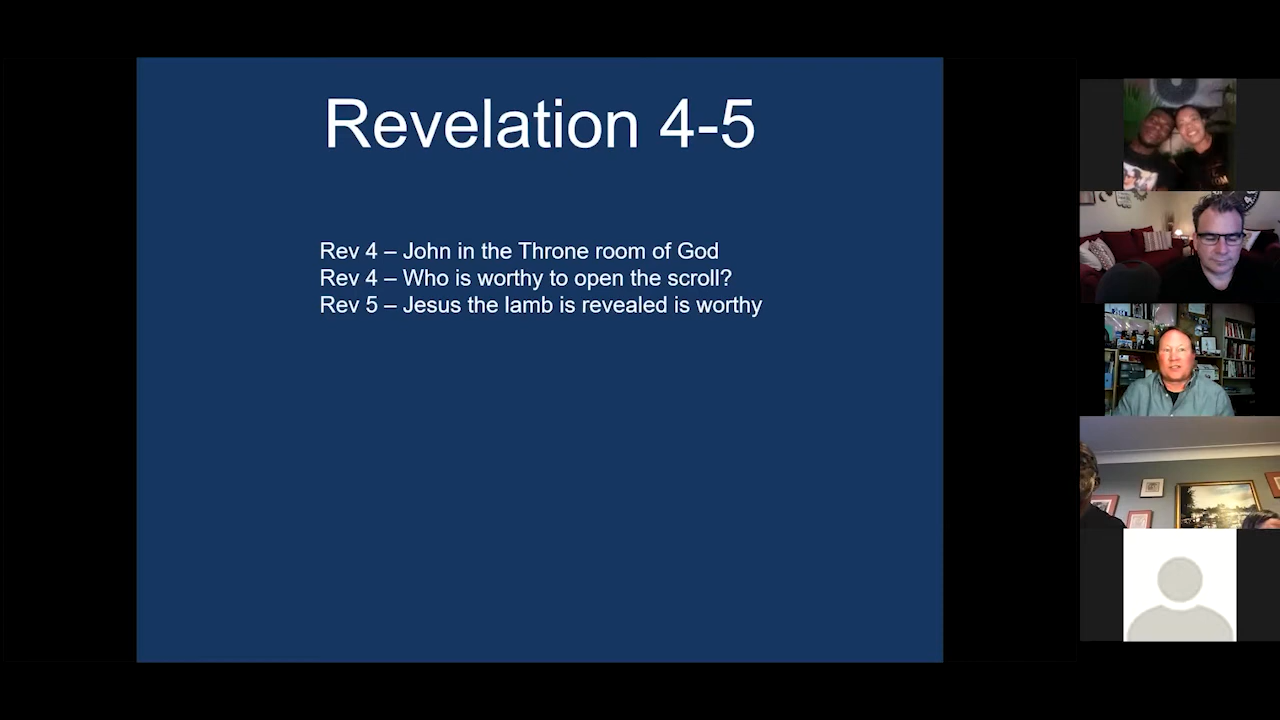 Revelation 4-5
Rev 4 – John in the Throne room of God
Rev 4 – Who is worthy to open the scroll?
Rev 5 – Jesus the lamb is revealed is worthy